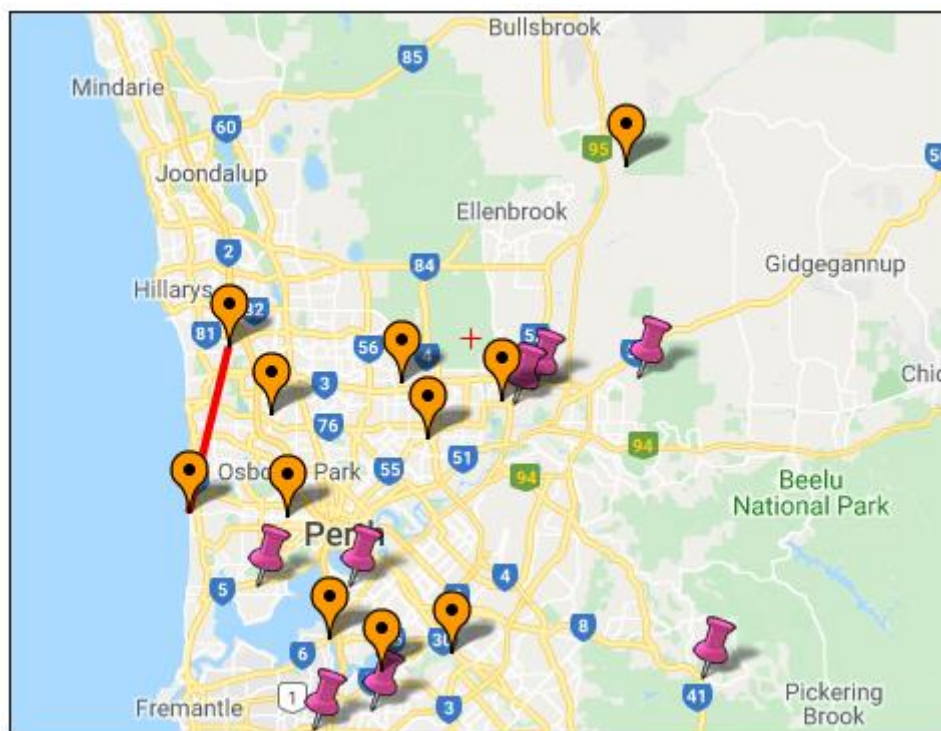 Bullsbrook
85
Mindarie
60
95
Joondalup
Ellenbrook
2
84
Gidgegannup
Hillarys
81
56
4
3
76
Osbo
Park
55
51
94
94
Beelu
National Park
Perth
5
4
6
8
1
3
41
Fremantle
Pickering
Brook